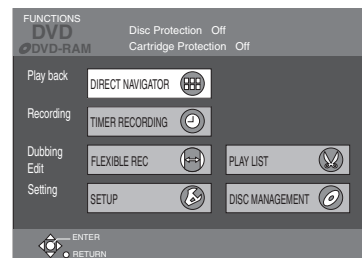 FUNCTIONS
DVD
DVD-RAM
Disc Protection Off
Cartridge Protection Off
Play back
DIRECT NAVIGATOR
Recording
TIMER RECORDING
Dubbing
Edit
FLEXIBLE REC
PLAY LIST
Setting
SETUP
DISC MANAGEMENT
ENTER
RETURN